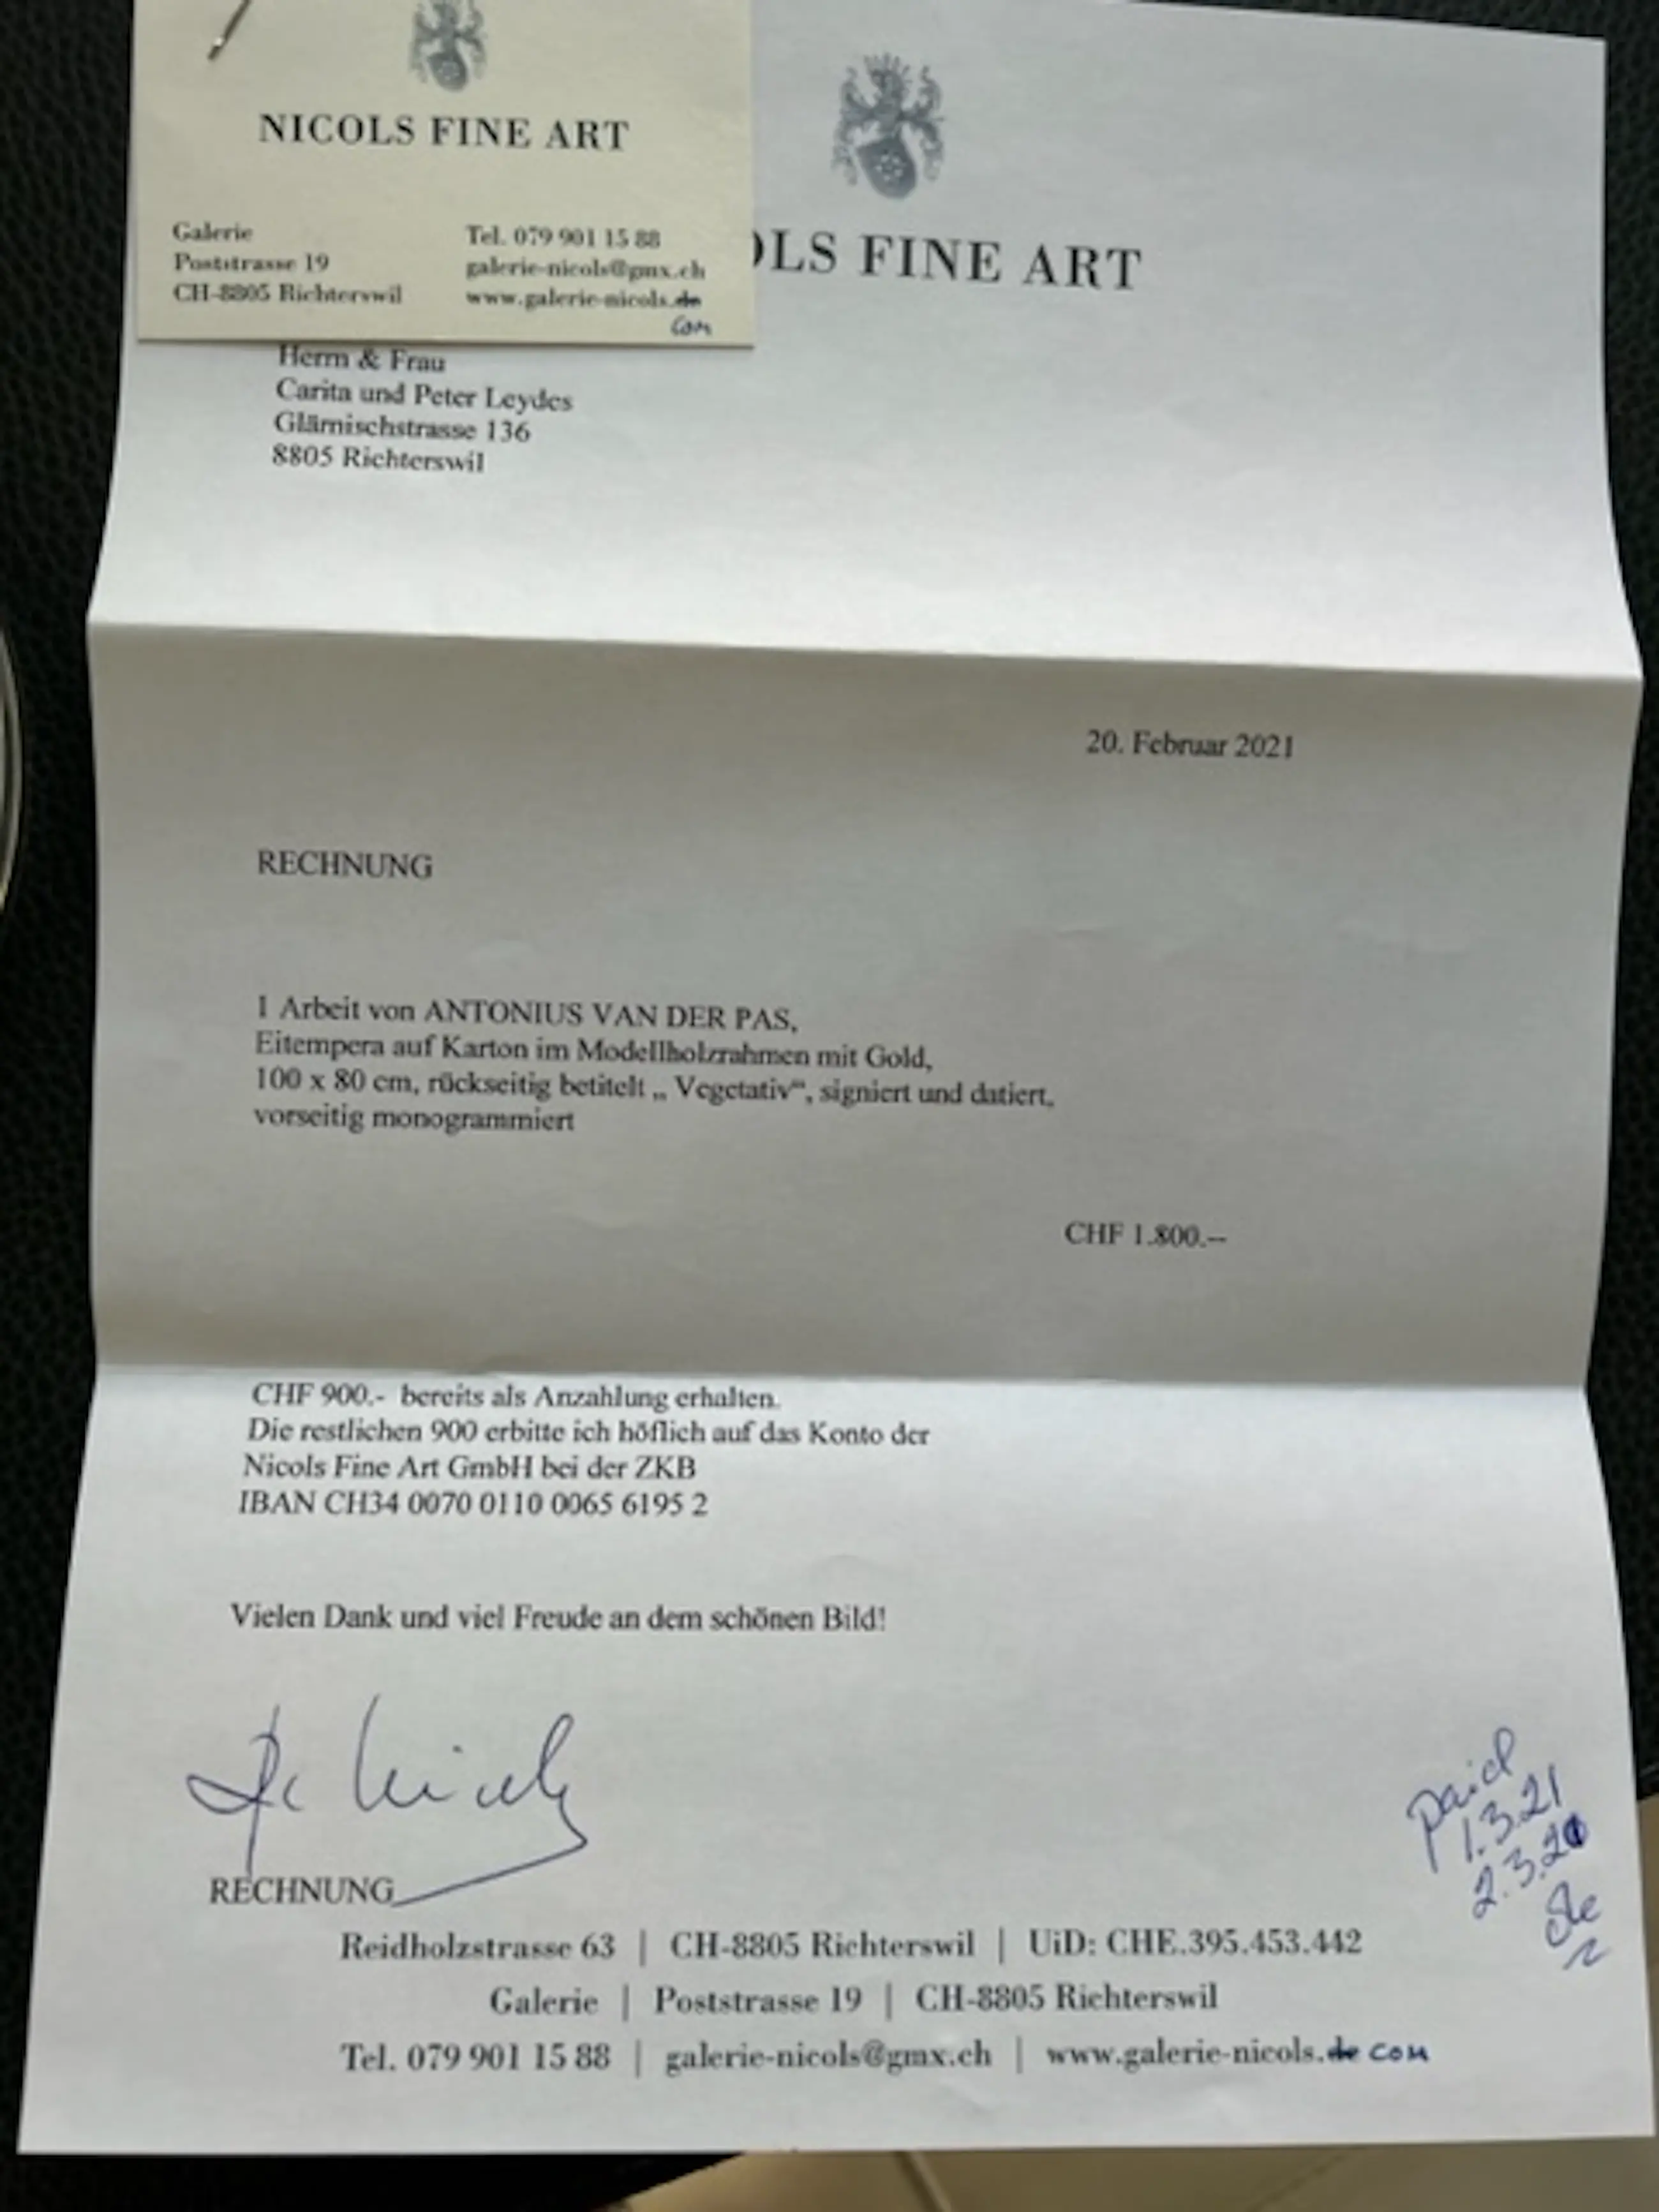 NICOLS FINE ART
Galerie
Poststrasse 19
CH-8805 Richterswil
Tel. 079 901 15 88
galerie-nicols@gmx.ch
www.galerie-nicols.de
com
OLS FINE ART
Herrn & Frau
Carita und Peter Leydes
Glärnischstrasse 136
8805 Richterswil
20. Februar 2021
RECHNUNG
1 Arbeit von ANTONIUS VAN DER PAS,
Eitempera auf Karton im Modellholzrahmen mit Gold,
100 x 80 cm, rückseitig betitelt „ Vegetativ“, signiert und datiert,
vorseitig monogrammiert
CHF 1.800.--
CHF 900.- bereits als Anzahlung erhalten.
Die restlichen 900 erbitte ich höflich auf das Konto der
Nicols Fine Art GmbH bei der ZKB
IBAN CH34 0070 0110 0065 6195 2
Vielen Dank und viel Freude an dem schönen Bild!
paid
1.3.21
2.3.21
RECHNUNG
Reidholzstrasse 63 | CH-8805 Richterswil | UiD: CHE.395.453.442
Galerie | Poststrasse 19 | CH-8805 Richterswil
Tel. 079 901 15 88 | galerie-nicols@gmx.ch | www.galerie-nicols.de com